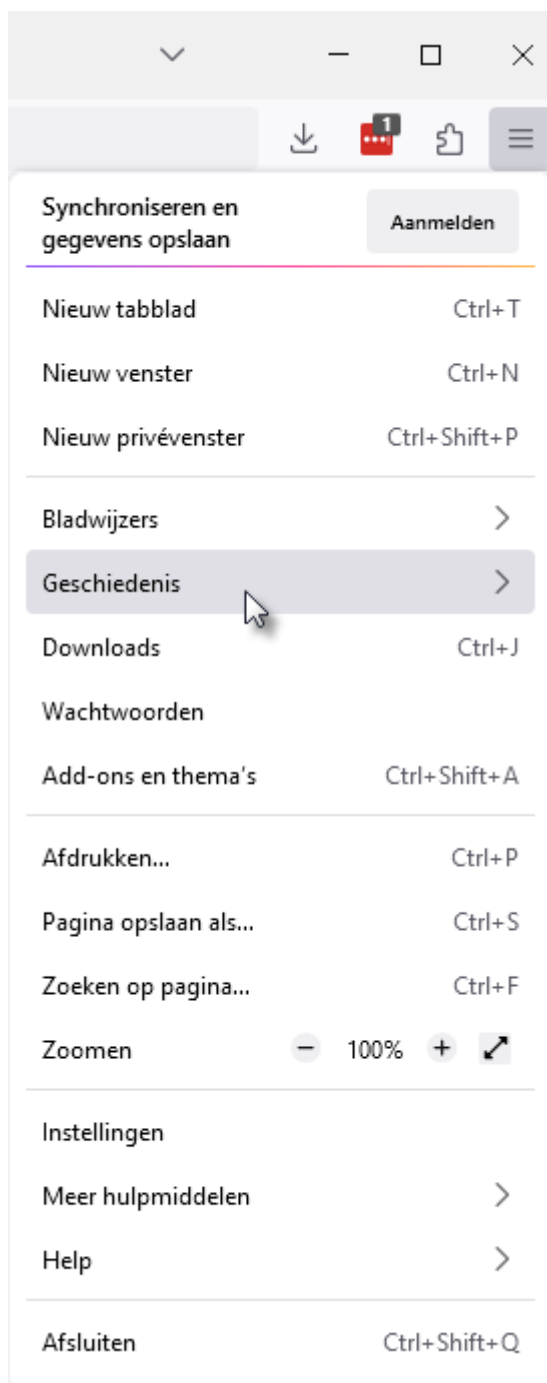 1
Synchroniseren en
gegevens opslaan
Aanmelden
Nieuw tabblad Ctrl+T
Nieuw venster Ctrl+N
Nieuw privévenster Ctrl+Shift+P
Bladwijzers
Geschiedenis
Downloads Ctrl+J
Wachtwoorden
Add-ons en thema's Ctrl+Shift+A
Afdrukken... Ctrl+P
Pagina opslaan als... Ctrl+S
Zoeken op pagina... Ctrl+F
Zoomen − 100% +
Instellingen
Meer hulpmiddelen
Help
Afsluiten Ctrl+Shift+Q